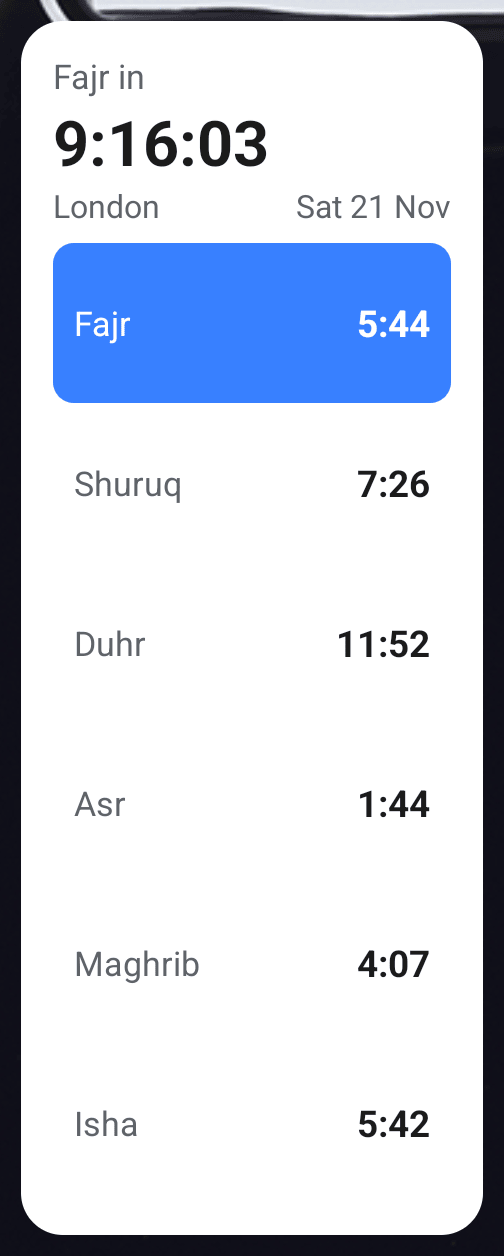 Fajr in
9:16:03
London Sat 21 Nov
Fajr 5:44
Shuruq 7:26
Duhr 11:52
Asr 1:44
Maghrib 4:07
Isha 5:42